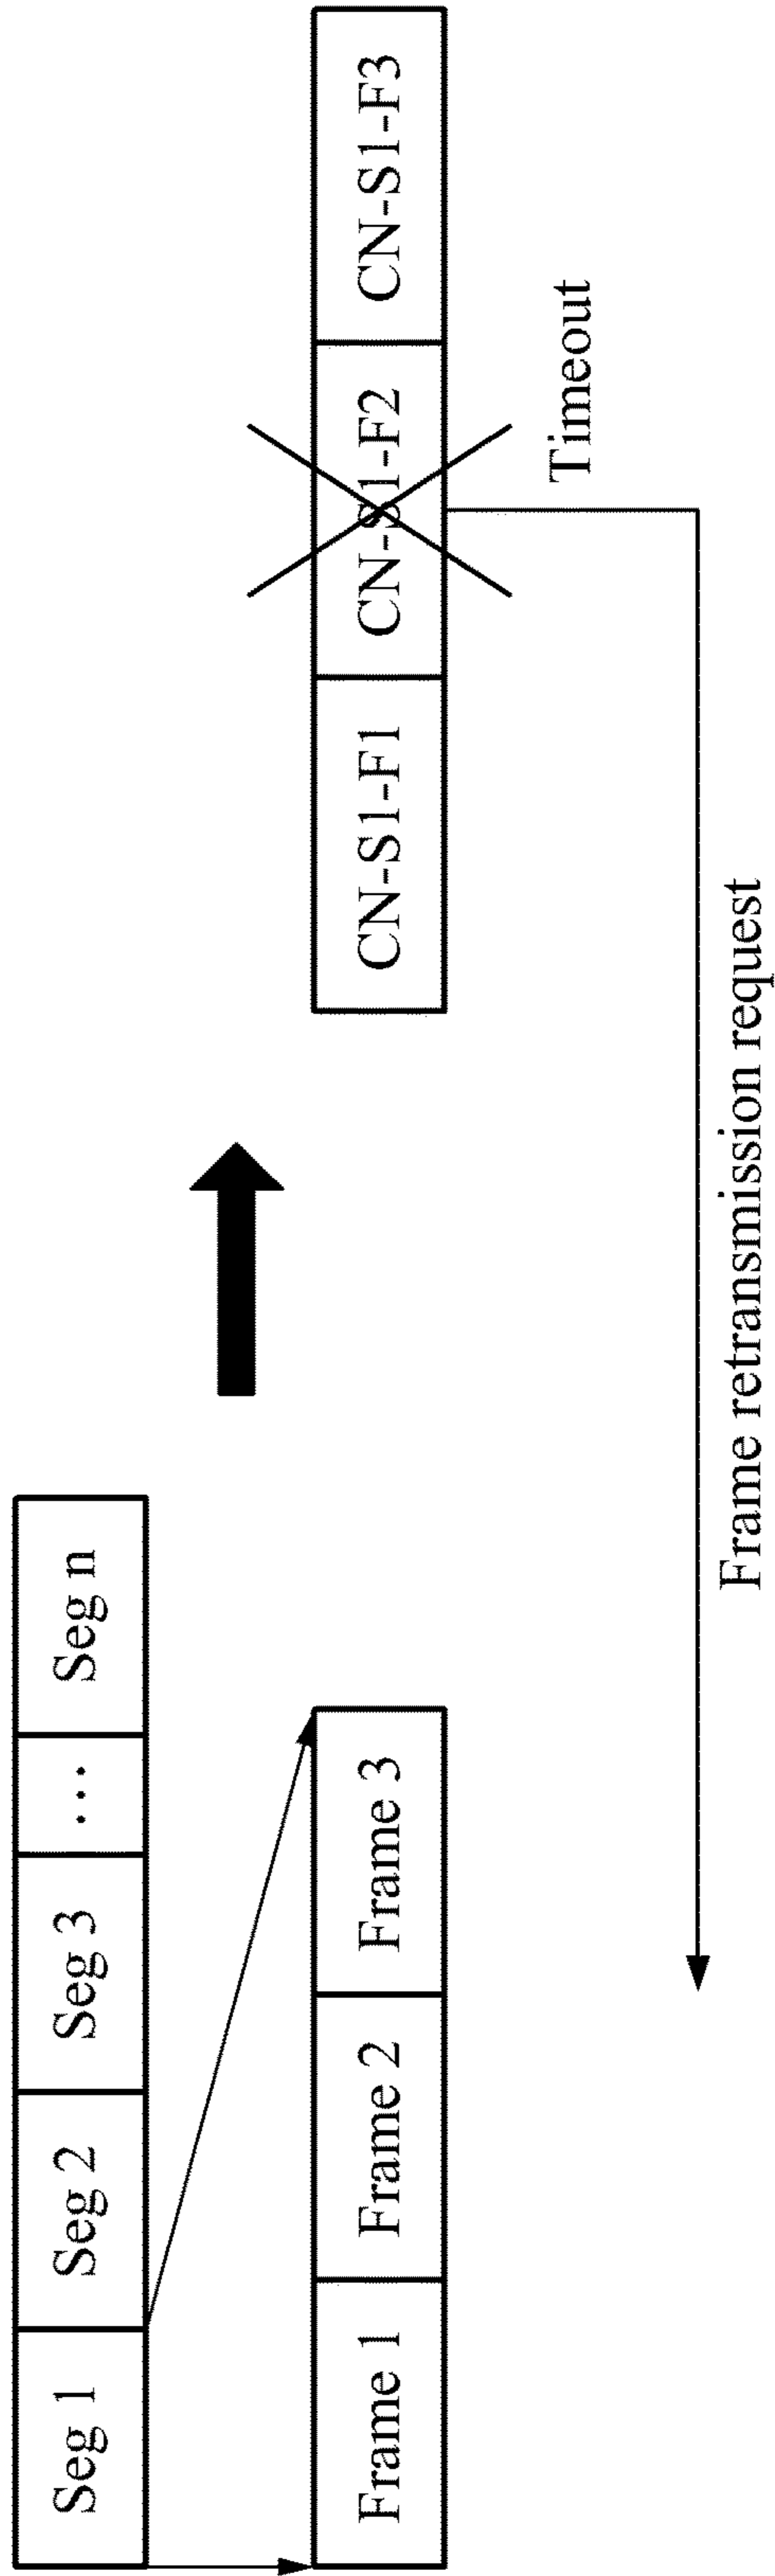 Seg 1
Seg 2
Seg 3
...
Seg n
Frame 1
Frame 2
Frame 3
CN-S1-F1
CN-S1-F2
CN-S1-F3
Timeout
Frame retransmission request